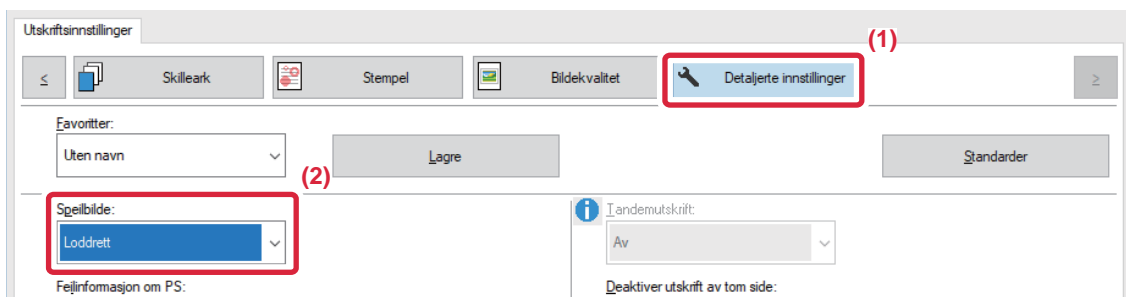 Utskriftsinnstillinger
(1)
≤ Skilleark Stempel Bildekvalitet Detaljerte innstillinger ≥
Favoritter:
Uten navn Lagre Standarder
(2)
Speilbilde: Tandemutskrift:
Loddrett Av
Feilinformasjon om PS: Deaktiver utskrift av tom side: